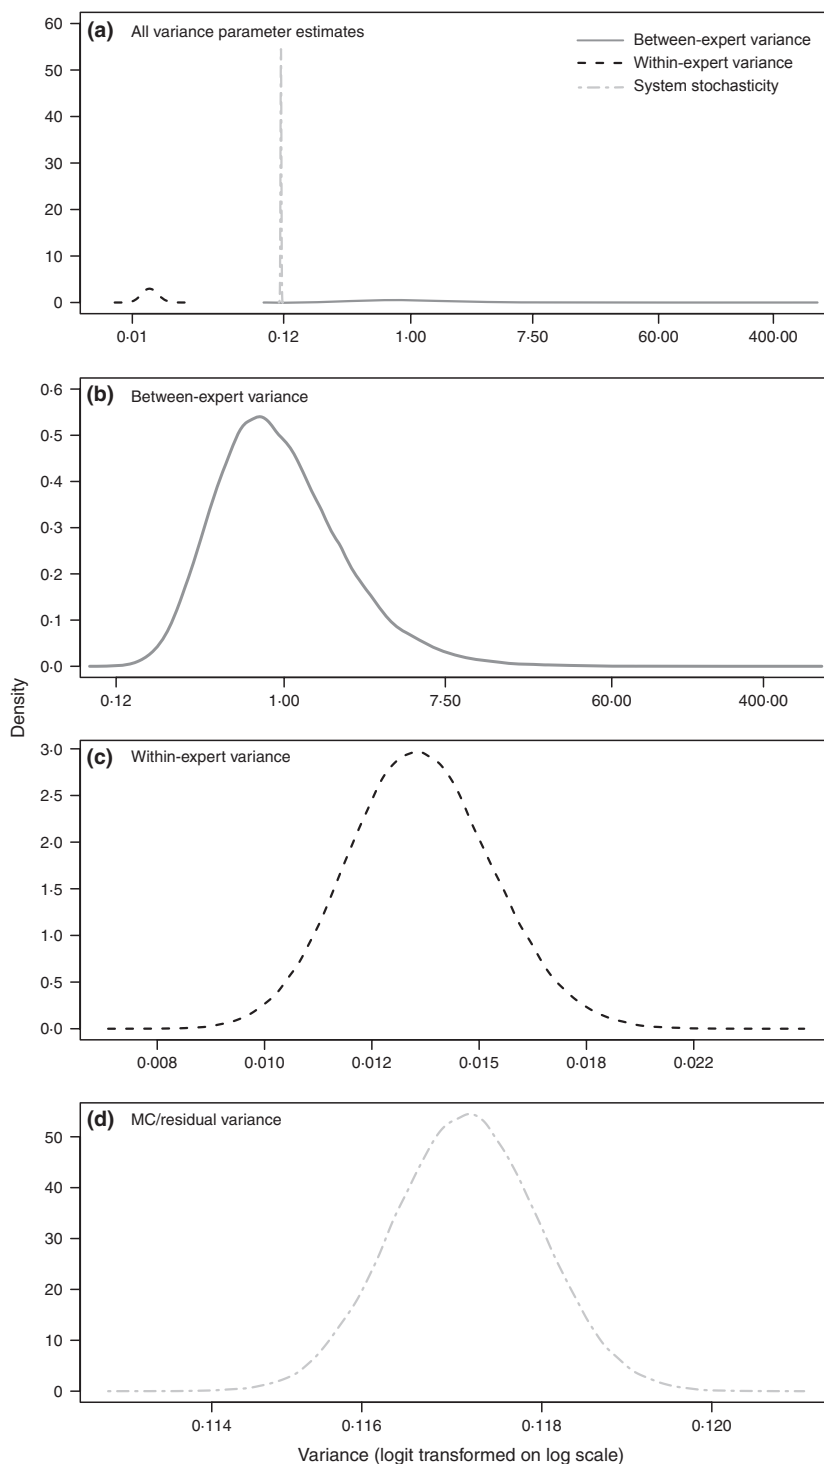 (a) All variance parameter estimates
Between-expert variance
Within-expert variance
System stochasticity
60
50
40
30
20
10
0
0·01 0·12 1·00 7·50 60·00 400·00
(b) Between-expert variance
0·6
0·5
0·4
0·3
0·2
0·1
0·0
0·12 1·00 7·50 60·00 400·00
Density
(c) Within-expert variance
3·0
2·5
2·0
1·5
1·0
0·5
0·0
0·008 0·010 0·012 0·015 0·018 0·022
(d) MC/residual variance
50
40
30
20
10
0
0·114 0·116 0·118 0·120
Variance (logit transformed on log scale)